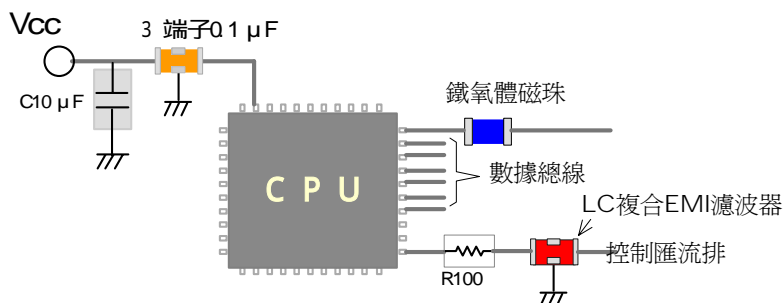 Vcc
3 端子0.1 μF
C10 μF
鐵氧體磁珠
CPU
數據總線
LC複合EMI濾波器
控制匯流排
R100